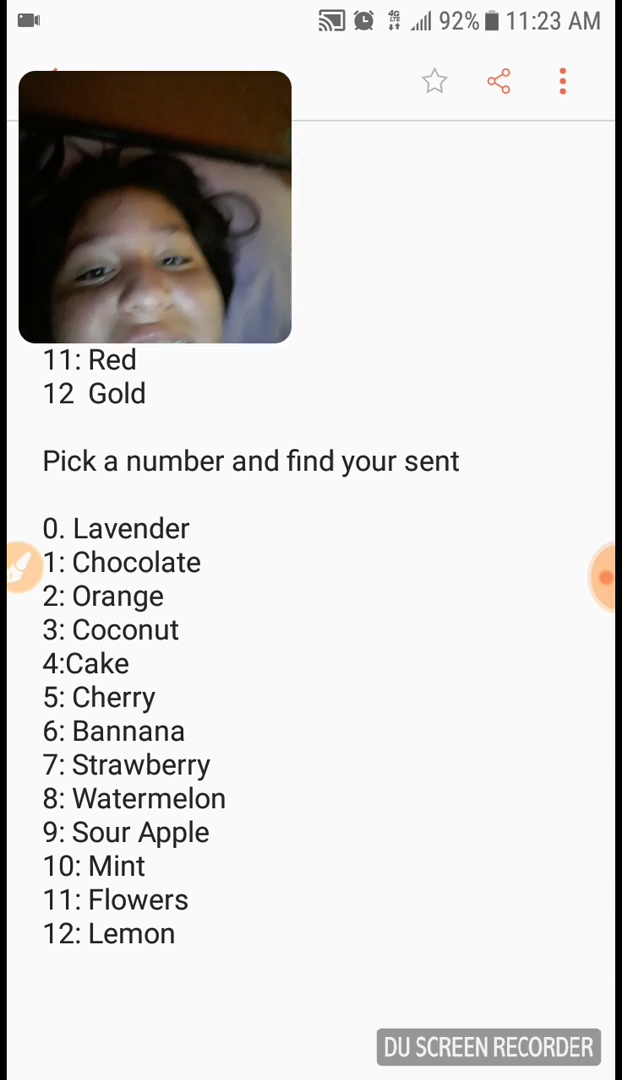 4G LTE 92% 11:23 AM
11: Red
12 Gold
Pick a number and find your sent
0. Lavender
1: Chocolate
2: Orange
3: Coconut
4:Cake
5: Cherry
6: Bannana
7: Strawberry
8: Watermelon
9: Sour Apple
10: Mint
11: Flowers
12: Lemon
DU SCREEN RECORDER